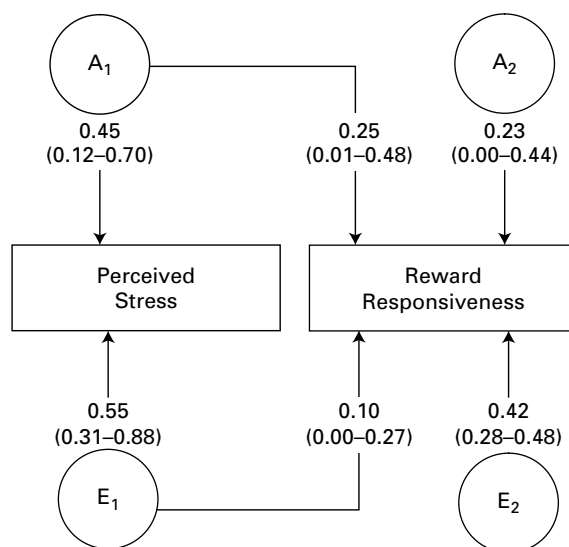 A1
A2
0.45
(0.12–0.70)
0.25
(0.01–0.48)
0.23
(0.00–0.44)
Perceived
Stress
Reward
Responsiveness
0.55
(0.31–0.88)
0.10
(0.00–0.27)
0.42
(0.28–0.48)
E1
E2